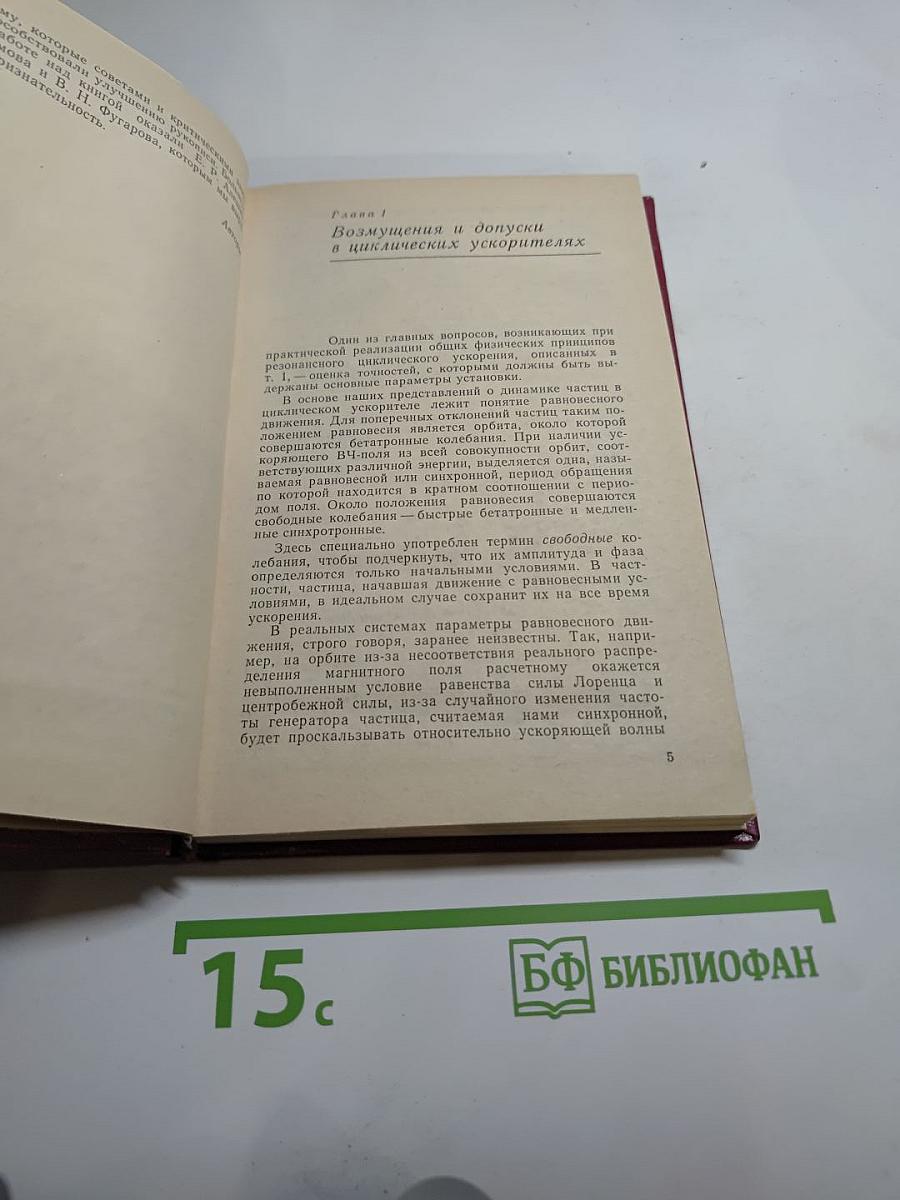 му, которые советами и критическими
особствовали улучшению рукописи.
аботе над книгой оказали Е. Р.
мова и В. Н. Фугарова, которым мы
ризнательность.
Глава 1
Возмущения и допуски
в циклических ускорителях
Один из главных вопросов, возникающих при
практической реализации общих физических принципов
резонансного циклического ускорения, описанных в
т. 1, — оценка точностей, с которыми должны быть вы-
держаны основные параметры установки.
В основе наших представлений о динамике частиц в
циклическом ускорителе лежит понятие равновесного
движения. Для поперечных отклонений частиц таким по-
ложением равновесия является орбита, около которой
совершаются бетатронные колебания. При наличии ус-
коряющего ВЧ-поля из всей совокупности орбит, соот-
ветствующих различной энергии, выделяется одна, назы-
ваемая равновесной или синхронной, период обращения
по которой находится в кратном соотношении с перио-
дом поля. Около положения равновесия совершаются
свободные колебания — быстрые бетатронные и медлен-
ные синхротронные.
Здесь специально употреблен термин свободные ко-
лебания, чтобы подчеркнуть, что их амплитуда и фаза
определяются только начальными условиями. В част-
ности, частица, начавшая движение с равновесными ус-
ловиями, в идеальном случае сохранит их на все время
ускорения.
В реальных системах параметры равновесного дви-
жения, строго говоря, заранее неизвестны. Так, напри-
мер, на орбите из-за несоответствия реального распре-
деления магнитного поля расчетному окажется
невыполненным условие равенства силы Лоренца и
центробежной силы, из-за случайного изменения часто-
ты генератора частица, считаемая нами синхронной,
будет проскальзывать относительно ускоряющей волны
5
15 с
БФ БИБЛИОФАН